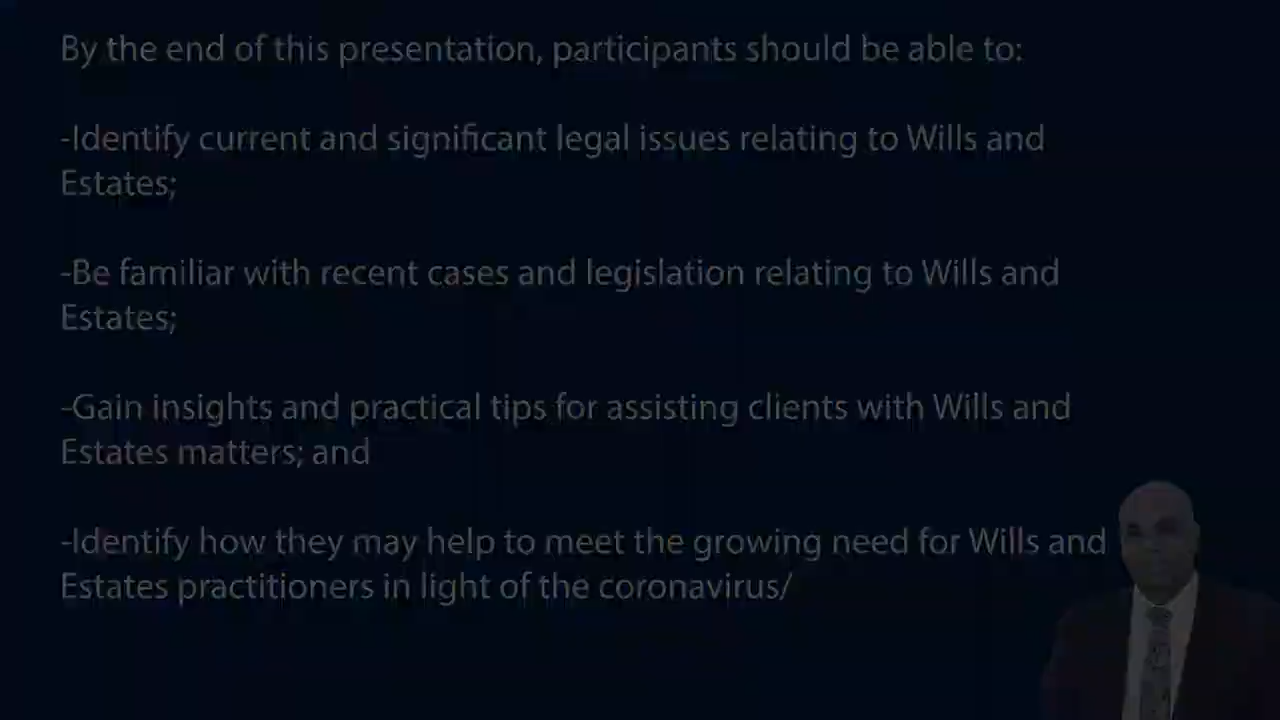 By the end of this presentation, participants should be able to:
-Identify current and significant legal issues relating to Wills and
Estates;
-Be familiar with recent cases and legislation relating to Wills and
Estates;
-Gain insights and practical tips for assisting clients with Wills and
Estates matters; and
-Identify how they may help to meet the growing need for Wills and
Estates practitioners in light of the coronavirus/